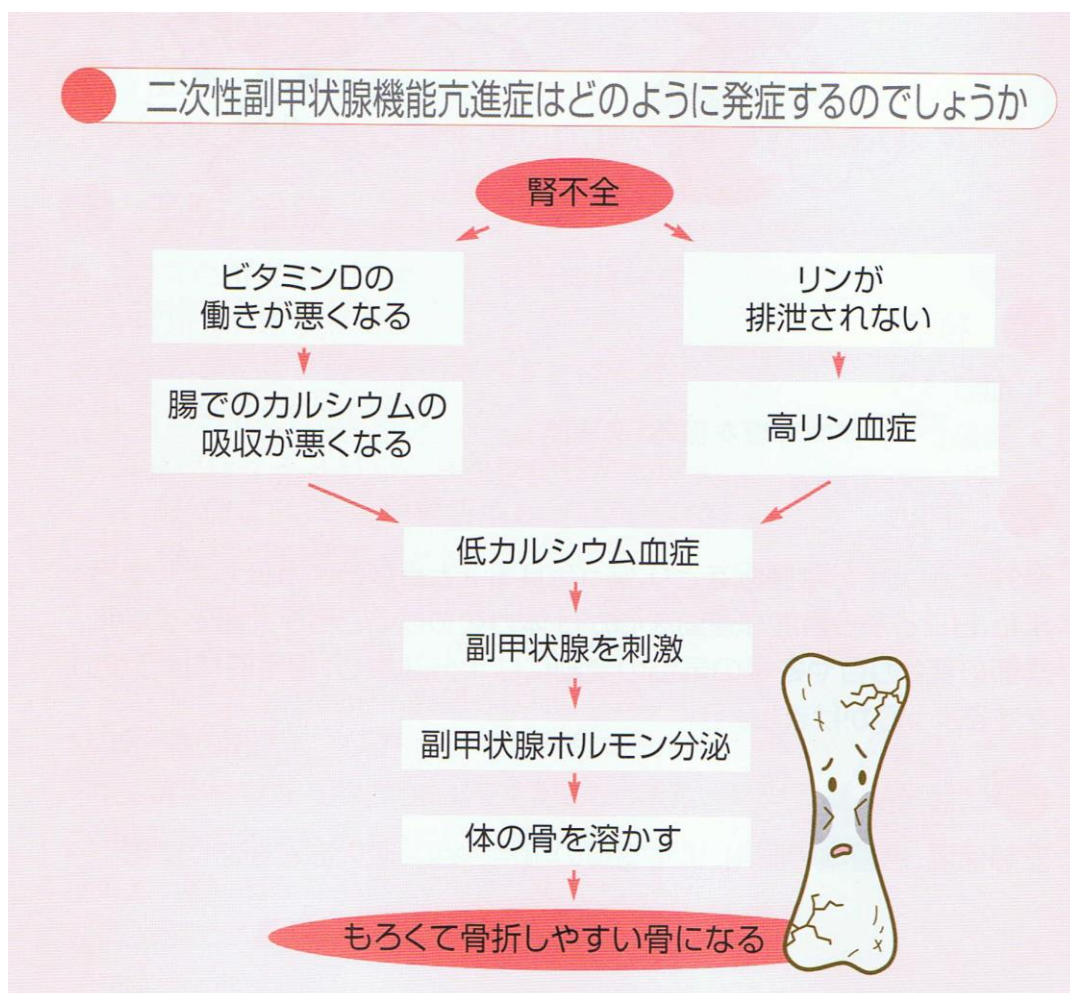 二次性副甲状腺機能亢進症はどのように発症するのでしょうか
腎不全
ビタミンDの
働きが悪くなる
リンが
排泄されない
腸でのカルシウムの
吸収が悪くなる
高リン血症
低カルシウム血症
副甲状腺を刺激
副甲状腺ホルモン分泌
体の骨を溶かす
もろくて骨折しやすい骨になる